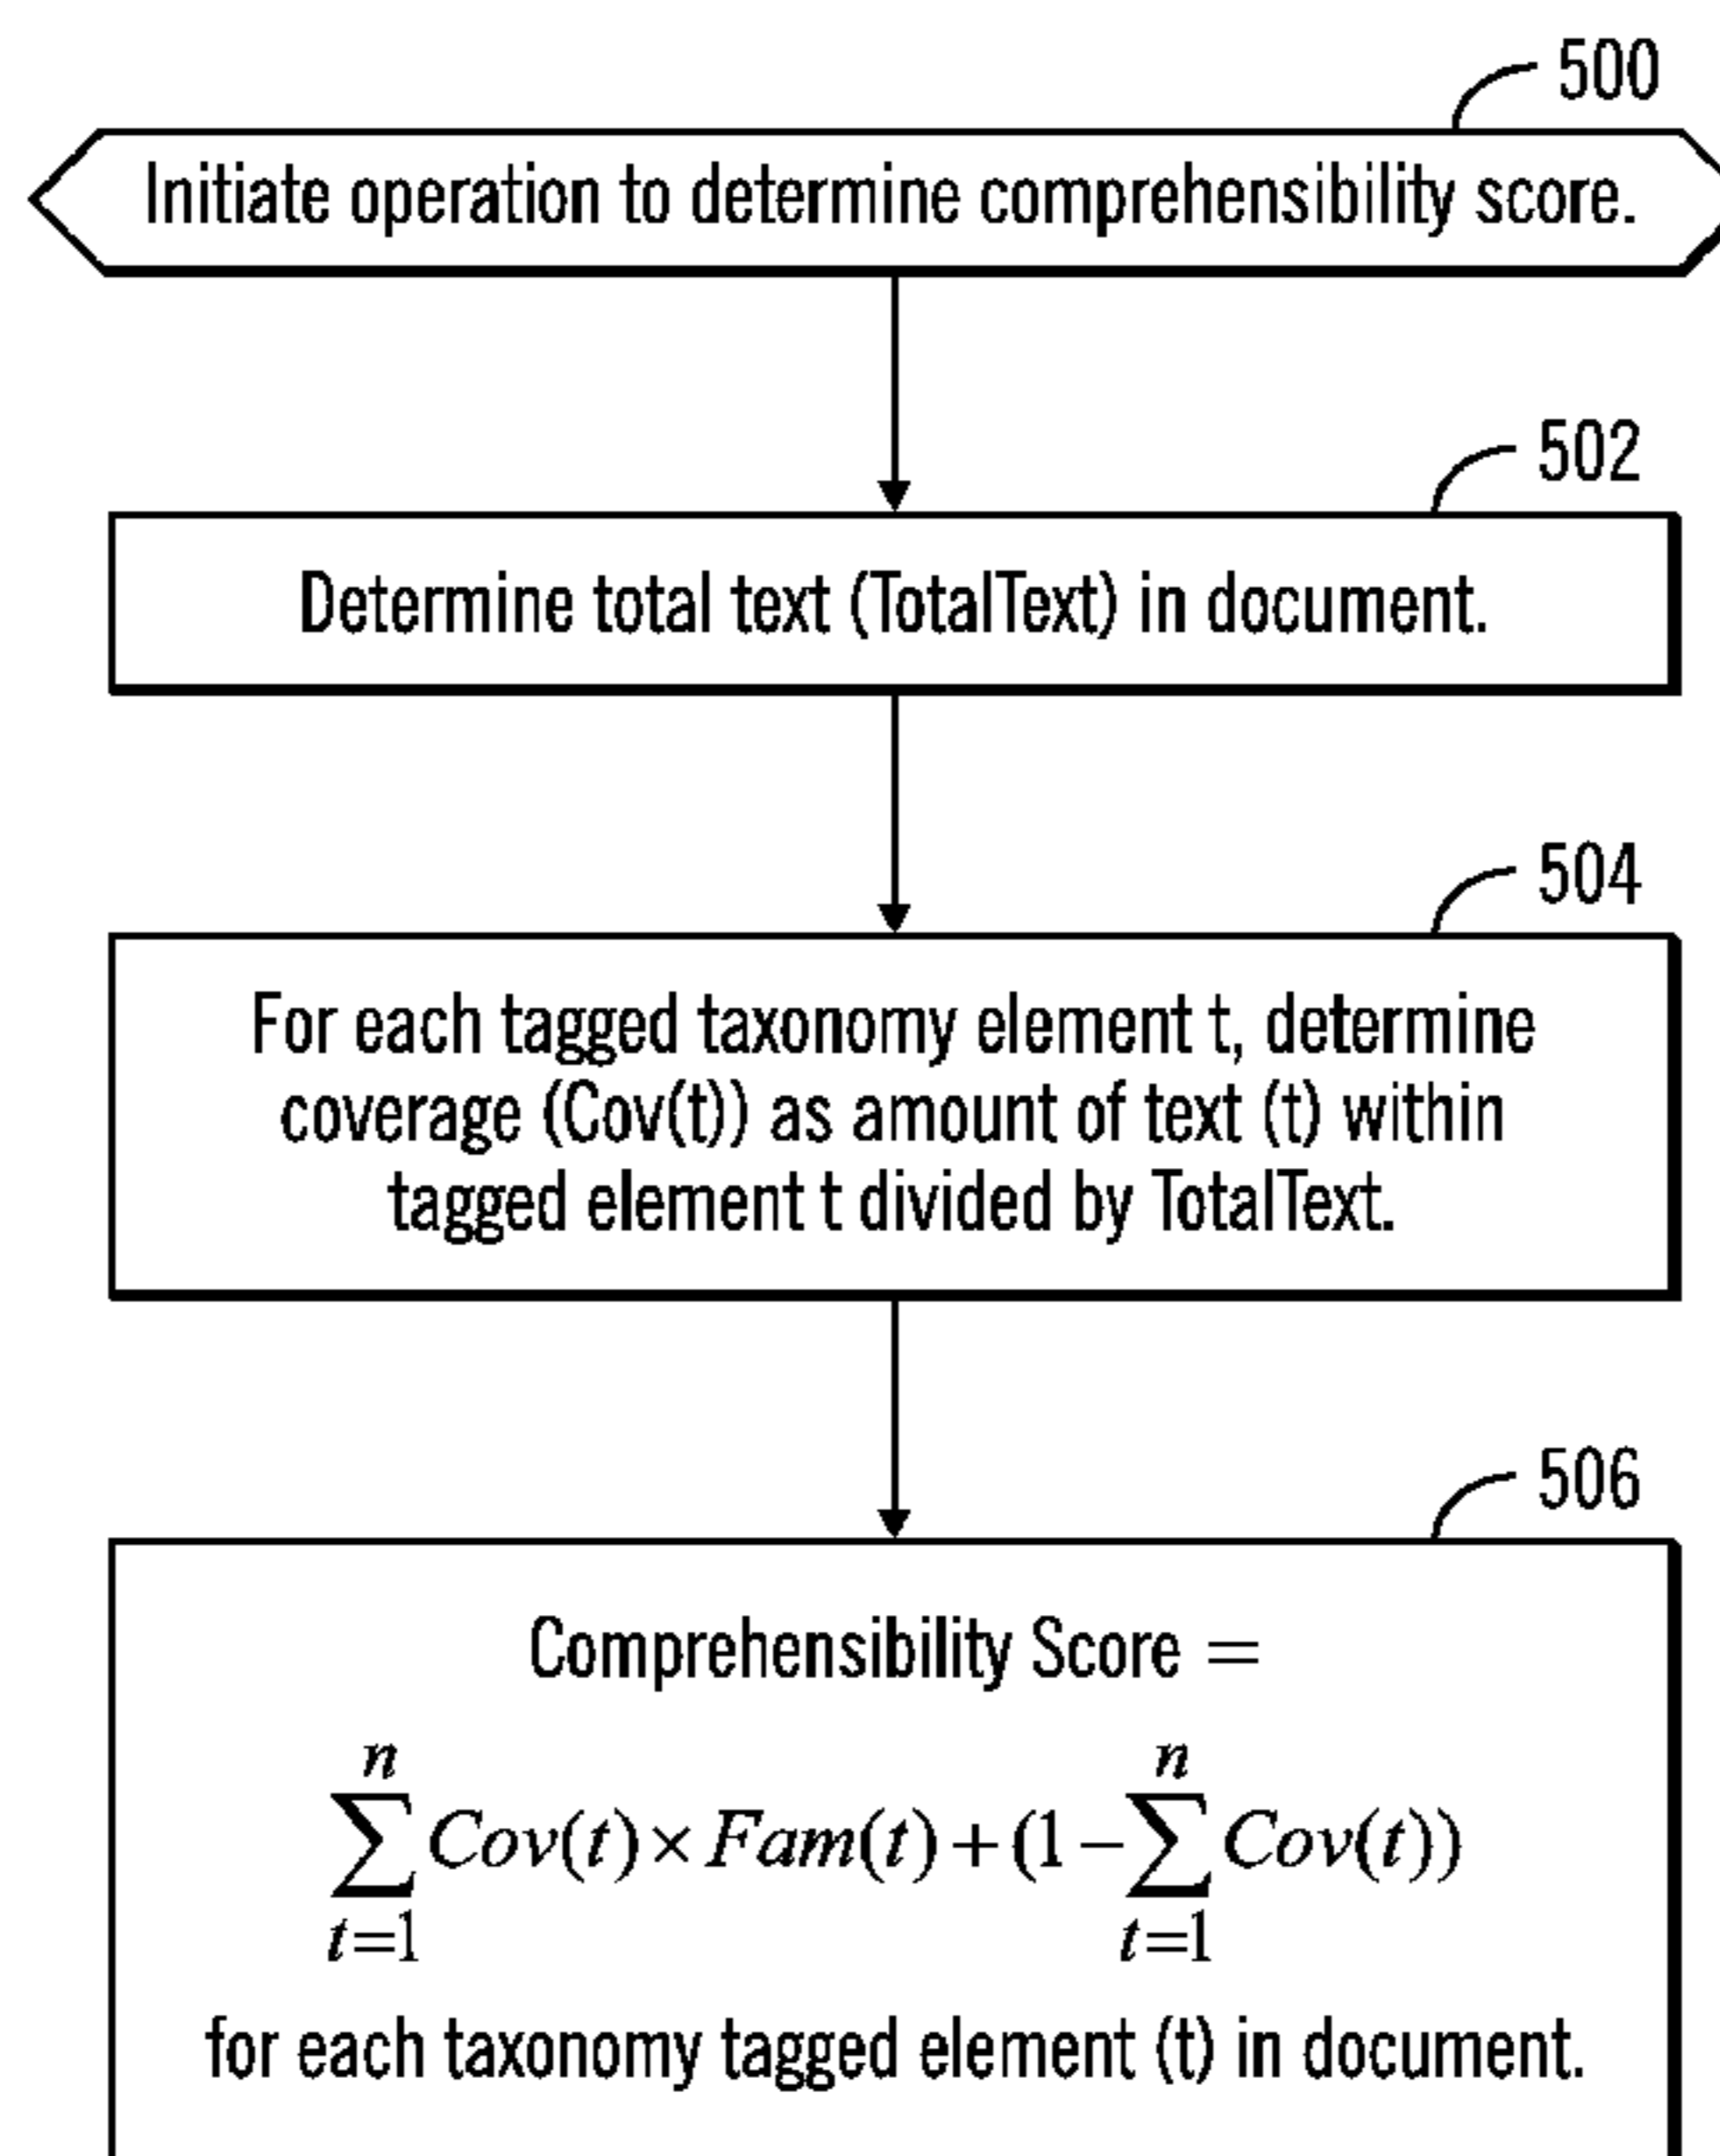 500
Initiate operation to determine comprehensibility score.
502
Determine total text (TotalText) in document.
504
For each tagged taxonomy element t, determine
coverage (Cov(t)) as amount of text (t) within
tagged element t divided by TotalText.
506
Comprehensibility Score =
n n
∑Cov(t)×Fam(t)+(1−∑Cov(t))
t=1 t=1
for each taxonomy tagged element (t) in document.